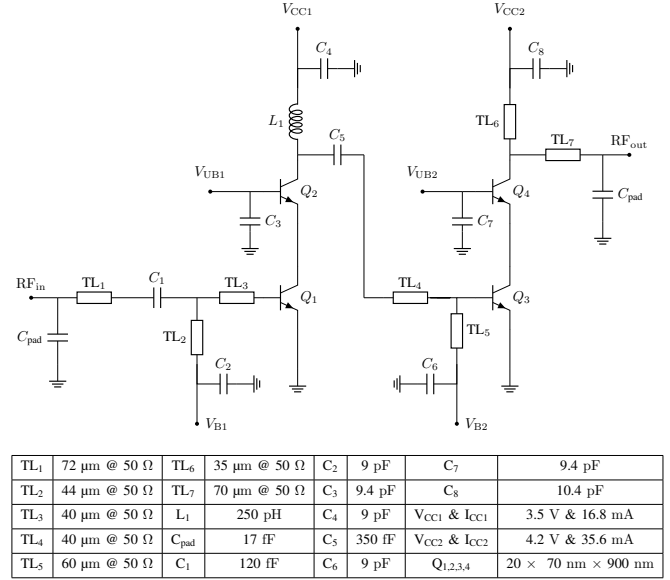 VCC1 VCC2
C4 C8
L1 TL6
C5 TL7 RFout
VUB1 Q2 VUB2 Q4 Cpad
C3 C7
RFin TL1 C1 TL3 Q1 TL4 Q3
Cpad TL2 TL5
C2 C6
VB1 VB2
TL1 72 µm @ 50 Ω TL6 35 µm @ 50 Ω C2 9 pF C7 9.4 pF
TL2 44 µm @ 50 Ω TL7 70 µm @ 50 Ω C3 9.4 pF C8 10.4 pF
TL3 40 µm @ 50 Ω L1 250 pH C4 9 pF VCC1 & ICC1 3.5 V & 16.8 mA
TL4 40 µm @ 50 Ω Cpad 17 fF C5 350 fF VCC2 & ICC2 4.2 V & 35.6 mA
TL5 60 µm @ 50 Ω C1 120 fF C6 9 pF Q1,2,3,4 20 × 70 nm × 900 nm